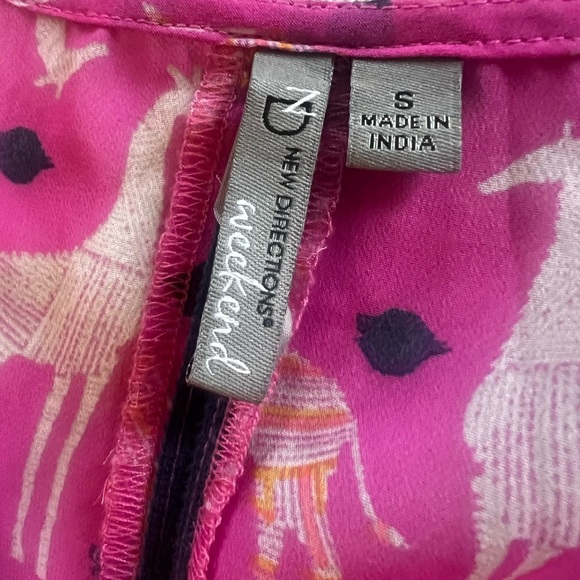 ND
NEW DIRECTIONS®
weekend
S
MADE IN
INDIA